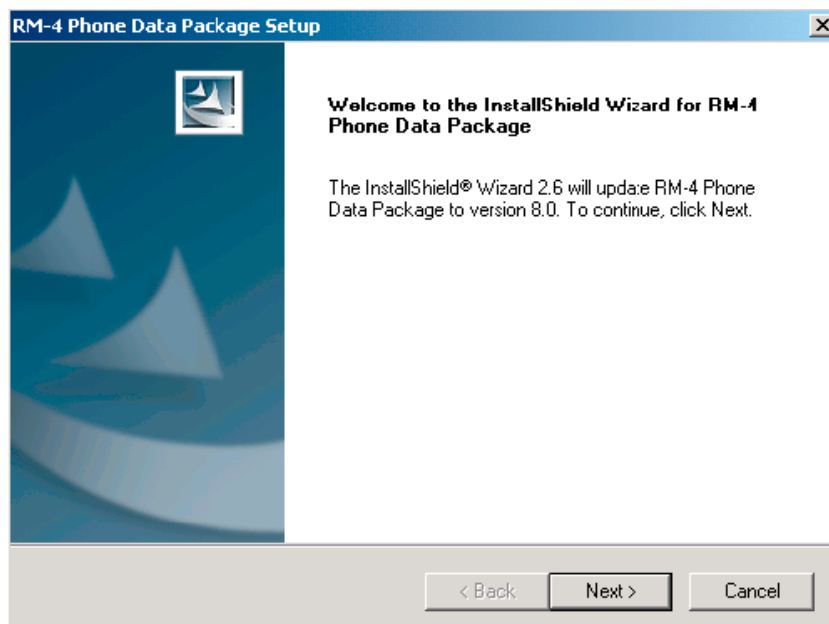 RM-4 Phone Data Package Setup
Welcome to the InstallShield Wizard for RM-4
Phone Data Package
The InstallShield® Wizard 2.6 will update RM-4 Phone
Data Package to version 8.0. To continue, click Next.
< Back
Next >
Cancel